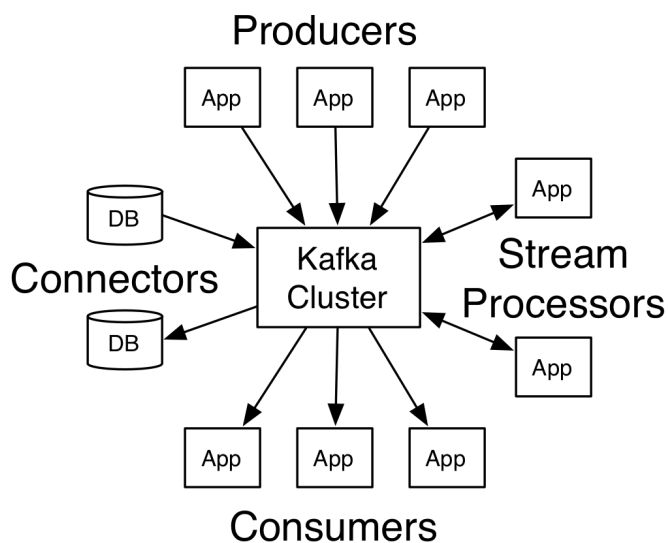 Producers
App
App
App
DB
App
Kafka
Cluster
Connectors
Stream
Processors
DB
App
App
App
App
Consumers